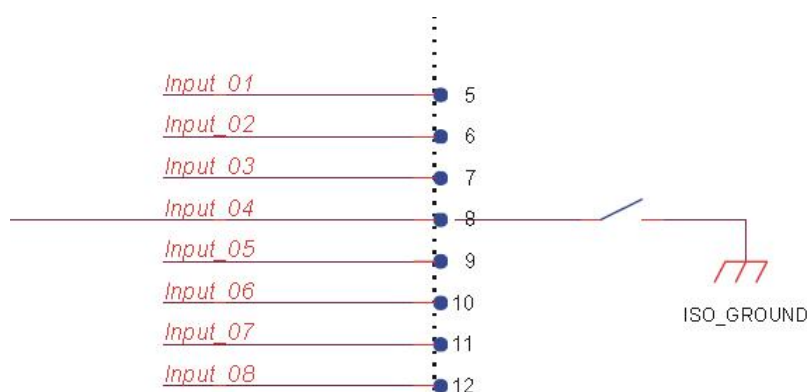 Input_01 5
Input_02 6
Input_03 7
Input_04 8
Input_05 9
Input_06 10
ISO_GROUND
Input_07 11
Input_08 12